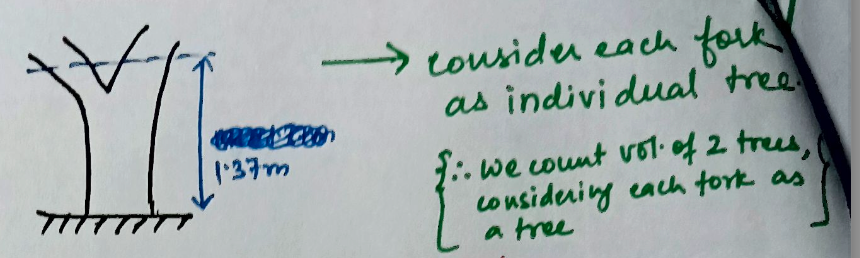 → consider each fork
as individual tree.
1.37m
{∴ we count vol. of 2 trees,
considering each fork as
a tree}